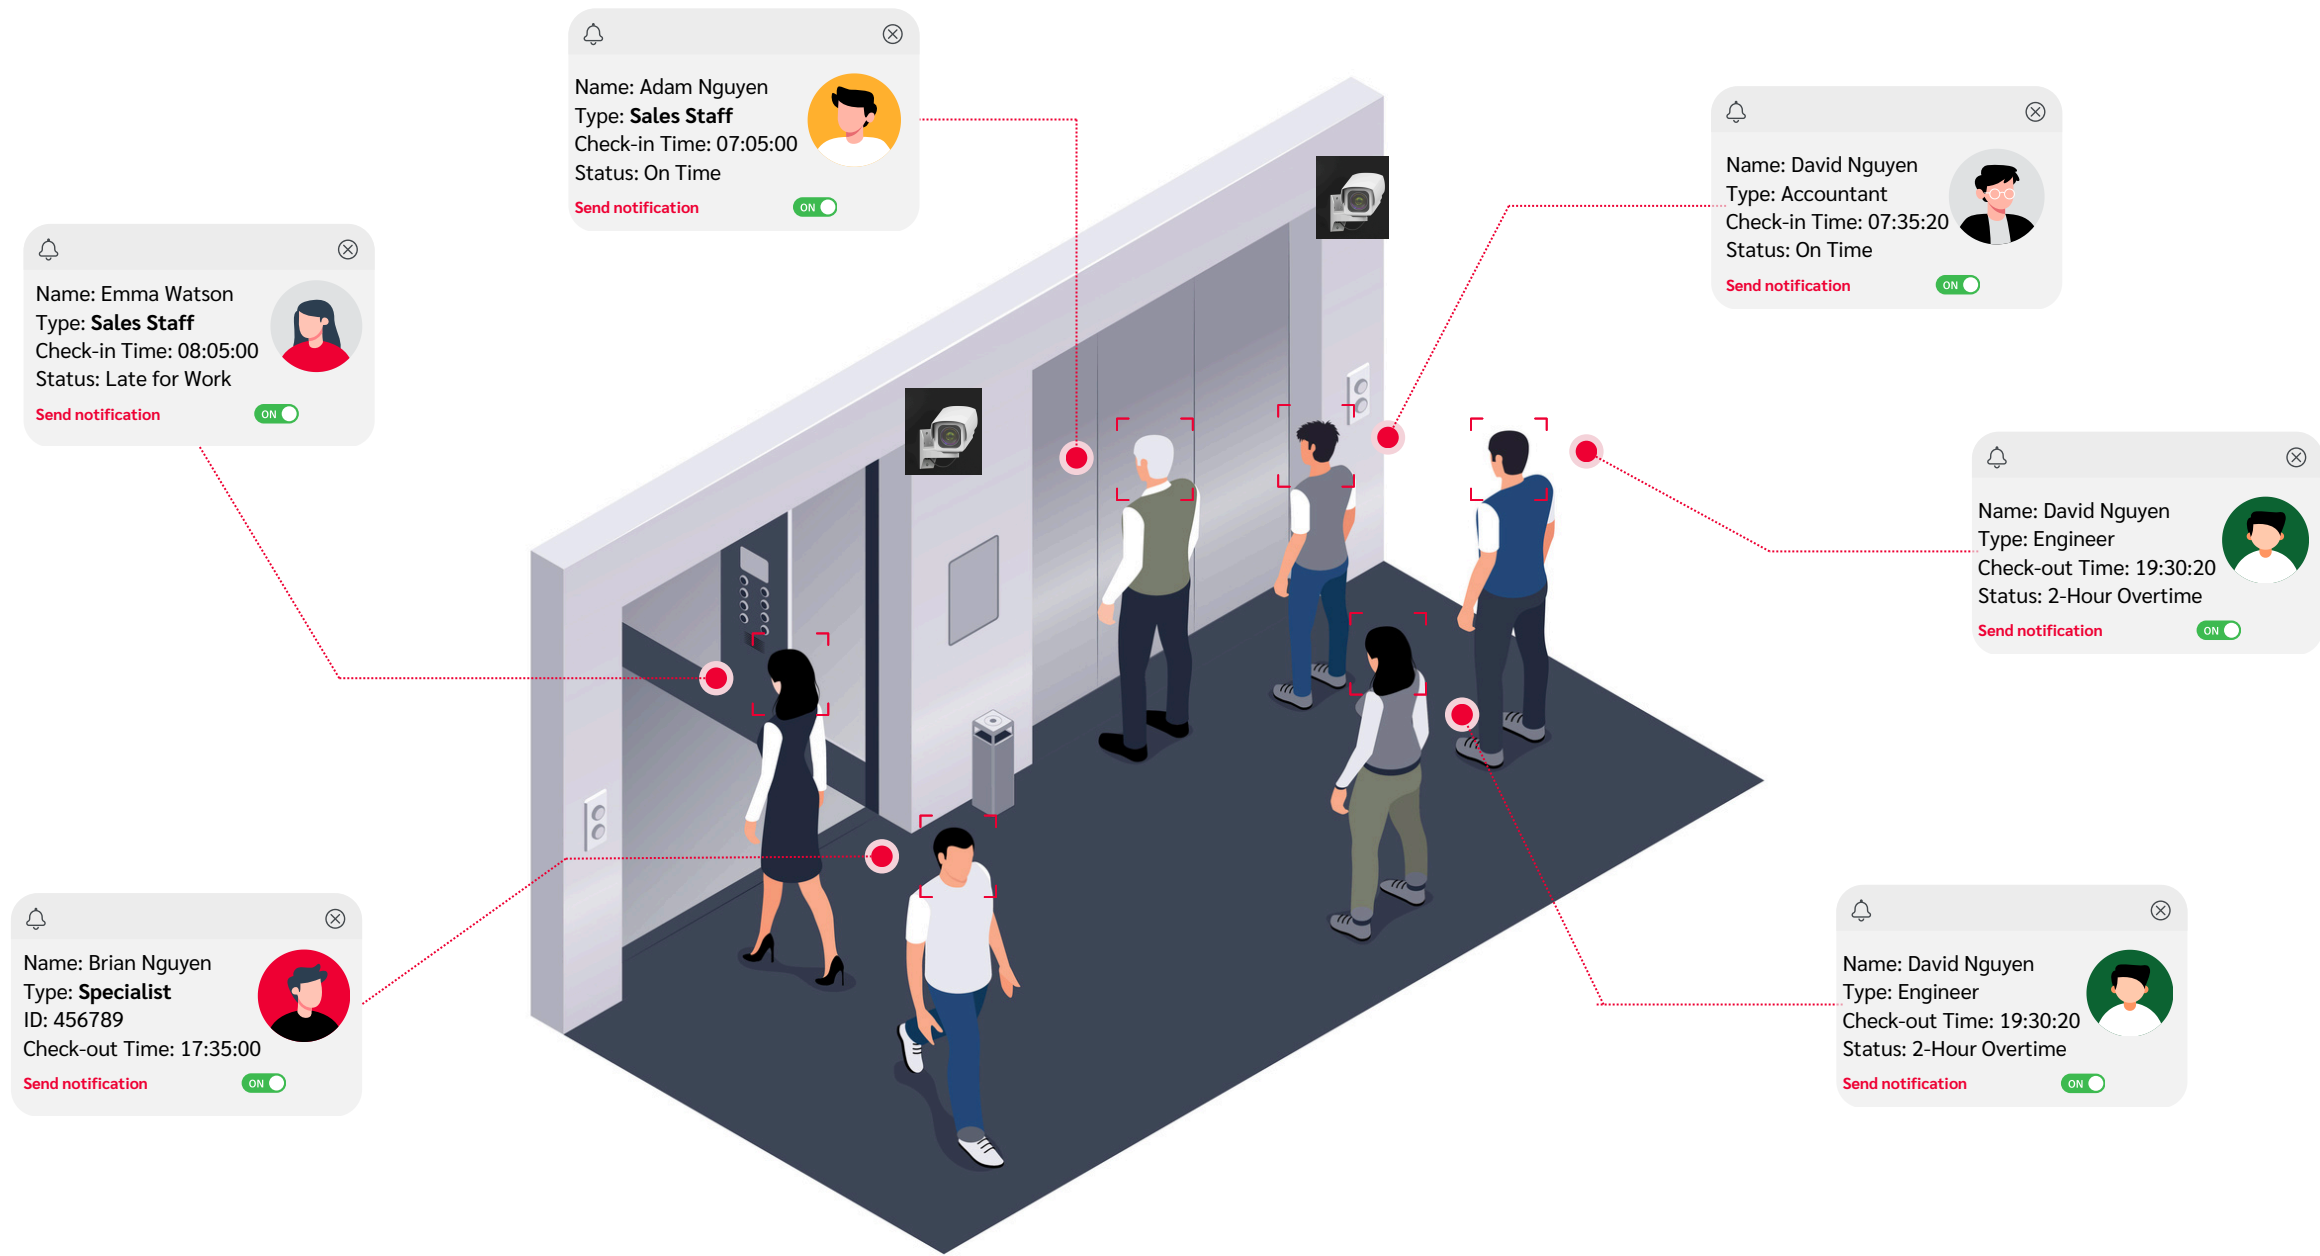 Name: Adam Nguyen
Type: Sales Staff
Check-in Time: 07:05:00
Status: On Time
Send notification
ON
Name: David Nguyen
Type: Accountant
Check-in Time: 07:35:20
Status: On Time
Send notification
ON
Name: Emma Watson
Type: Sales Staff
Check-in Time: 08:05:00
Status: Late for Work
Send notification
ON
Name: David Nguyen
Type: Engineer
Check-out Time: 19:30:20
Status: 2-Hour Overtime
Send notification
ON
Name: Brian Nguyen
Type: Specialist
ID: 456789
Check-out Time: 17:35:00
Send notification
ON
Name: David Nguyen
Type: Engineer
Check-out Time: 19:30:20
Status: 2-Hour Overtime
Send notification
ON